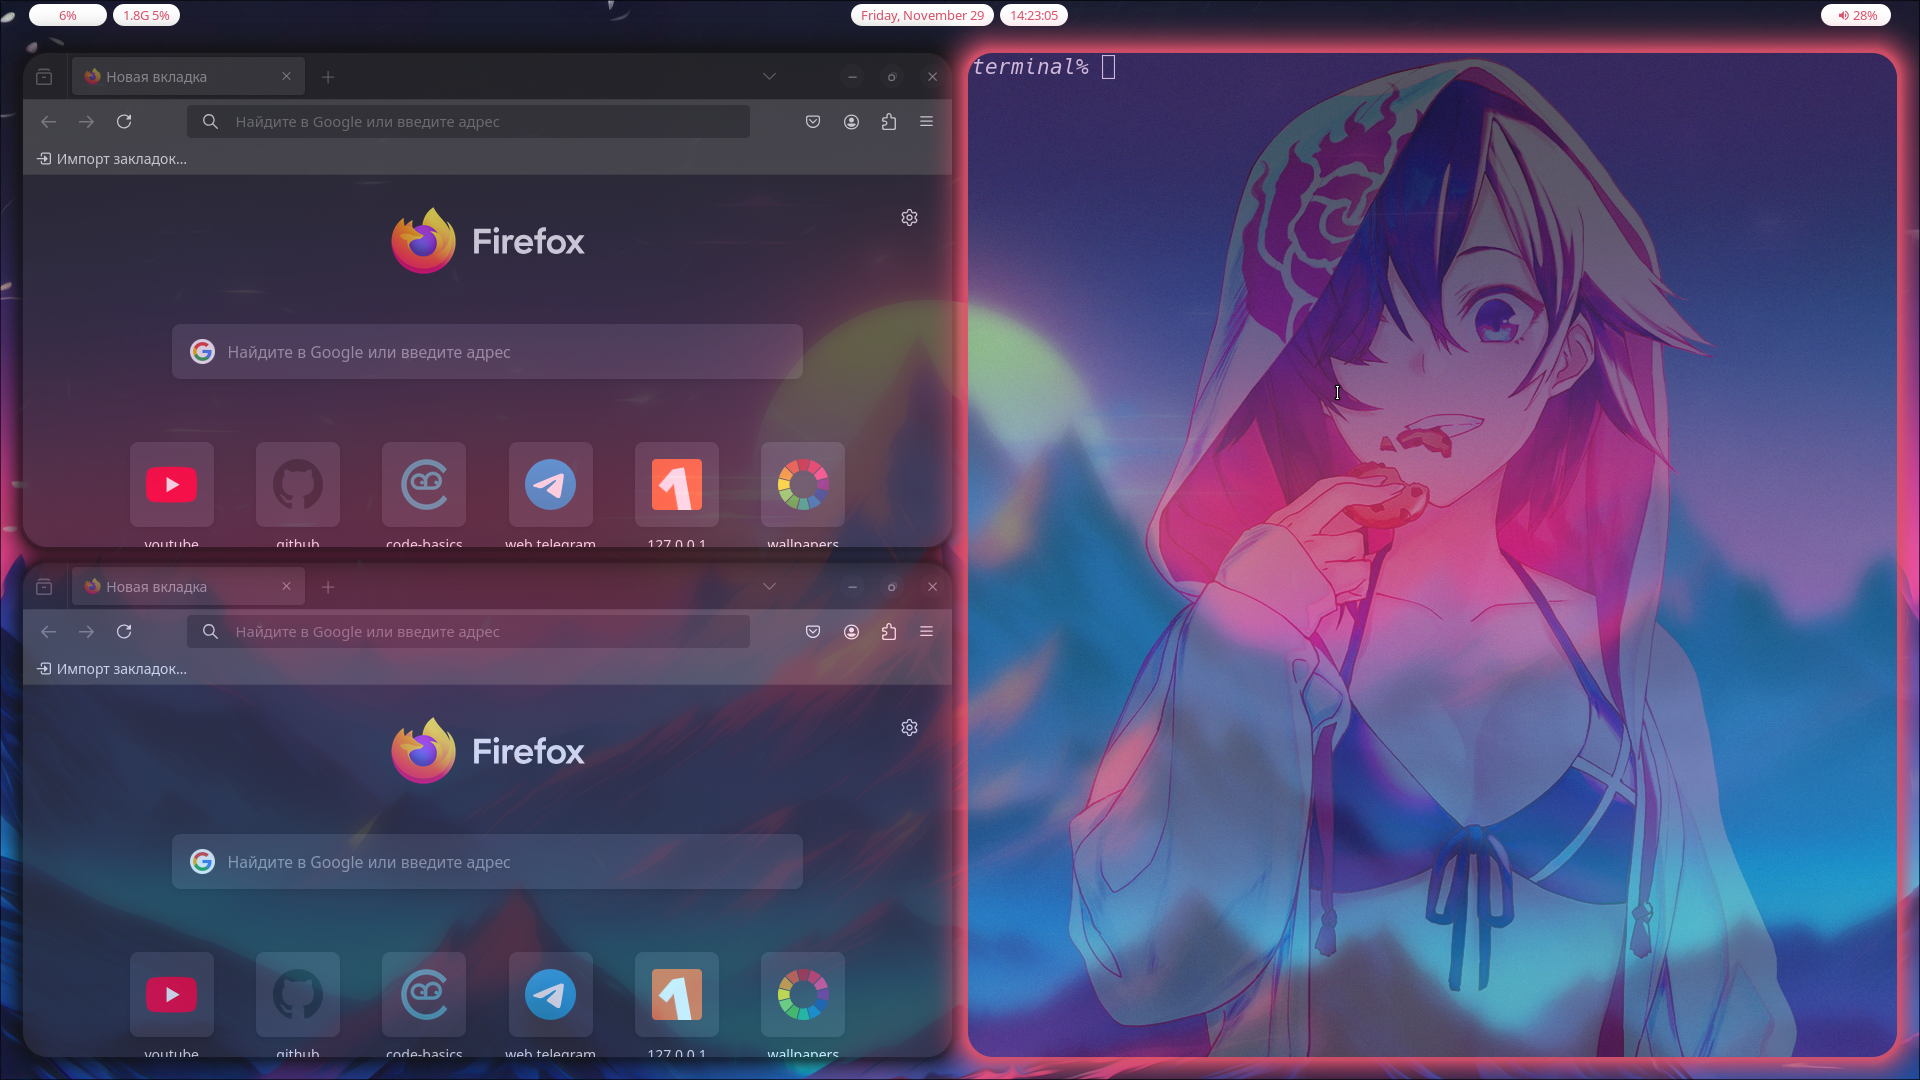 6% 1.8G 5% Friday, November 29 14:23:05 28%
Новая вкладка
Найдите в Google или введите адрес
Импорт закладок...
Firefox
Найдите в Google или введите адрес
youtube github code-basics web.telegram 127.0.0.1 wallpapers
Новая вкладка
Найдите в Google или введите адрес
Импорт закладок...
Firefox
Найдите в Google или введите адрес
youtube github code-basics web.telegram 127.0.0.1 wallpapers
terminal%